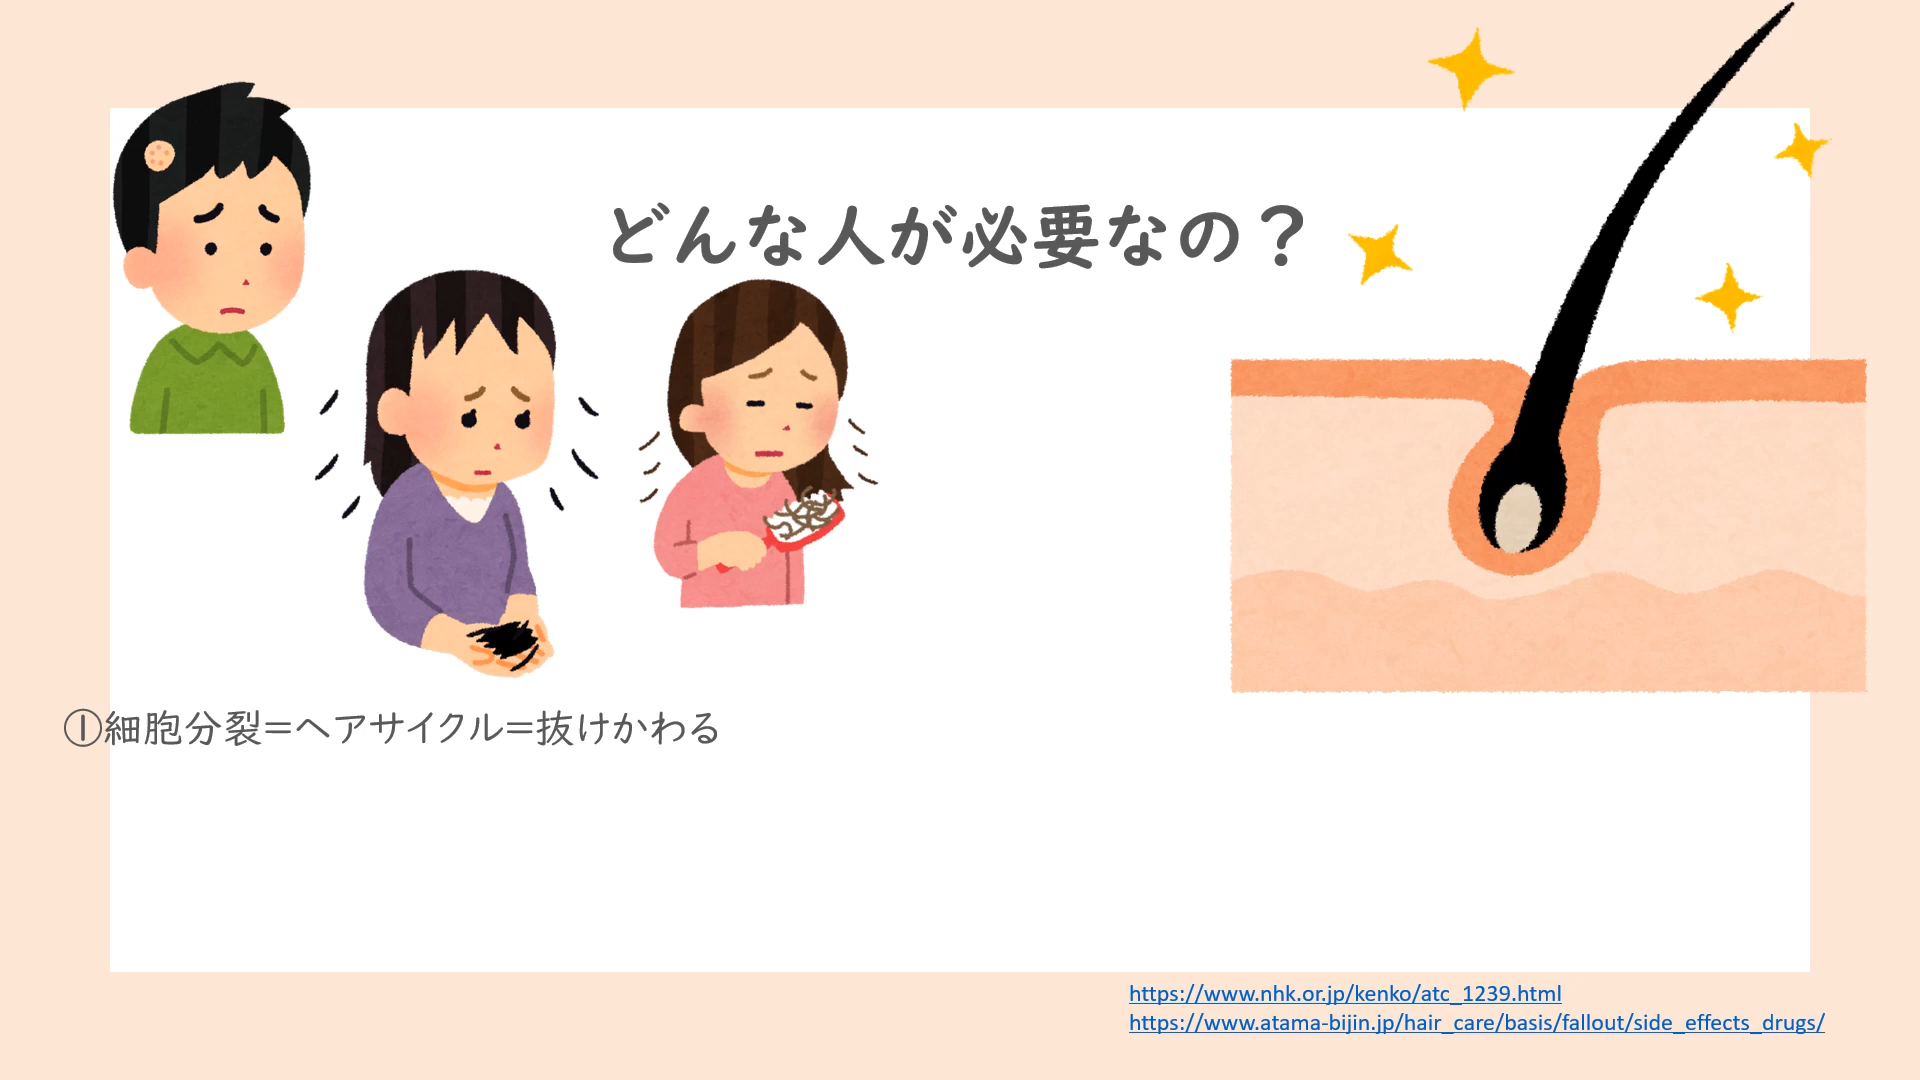 どんな人が必要なの？
①細胞分裂＝ヘアサイクル＝抜けかわる
https://www.nhk.or.jp/kenko/atc_1239.html
https://www.atama-bijin.jp/hair_care/basis/fallout/side_effects_drugs/